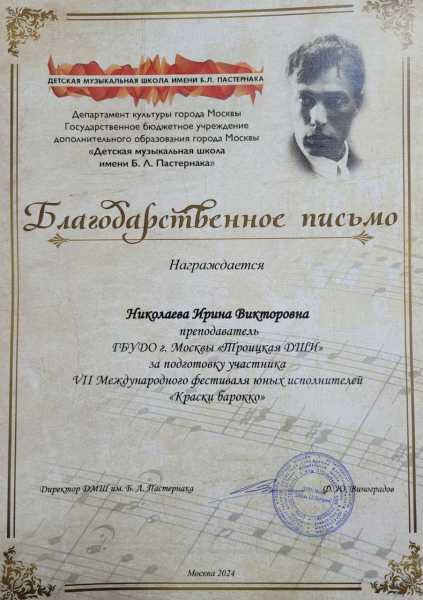 ДЕТСКАЯ МУЗЫКАЛЬНАЯ ШКОЛА ИМЕНИ Б.Л. ПАСТЕРНАКА
Департамент культуры города Москвы
Государственное бюджетное учреждение
дополнительного образования города Москвы
«Детская музыкальная школа
имени Б. Л. Пастернака»
Благодарственное письмо
Награждается
Николаева Ирина Викторовна
преподаватель
ГБУДО г. Москвы «Троицкая ДШИ»
за подготовку участника
VII Международного фестиваля юных исполнителей
«Краски барокко»
Директор ДМШ им. Б. Л. Пастернака Ф. Ю. Виноградов
Москва 2024